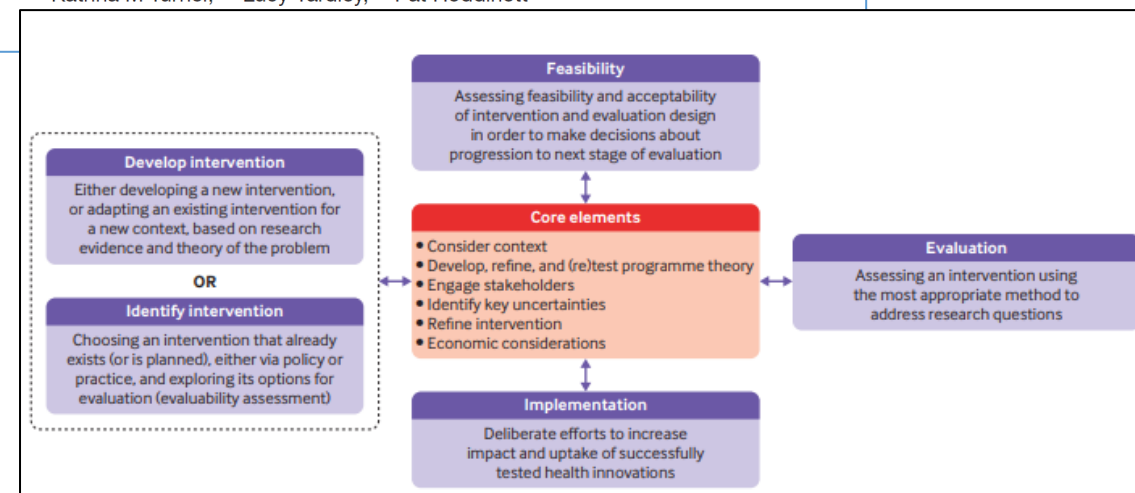 Katrina M Turner, Lucy Yardley, Pat Hoddinott
Feasibility
Assessing feasibility and acceptability
of intervention and evaluation design
in order to make decisions about
progression to next stage of evaluation
Develop intervention
Either developing a new intervention,
or adapting an existing intervention for
a new context, based on research
evidence and theory of the problem
OR
Identify intervention
Choosing an intervention that already
exists (or is planned), either via policy or
practice, and exploring its options for
evaluation (evaluability assessment)
Core elements
• Consider context
• Develop, refine, and (re)test programme theory
• Engage stakeholders
• Identify key uncertainties
• Refine intervention
• Economic considerations
Evaluation
Assessing an intervention using
the most appropriate method to
address research questions
Implementation
Deliberate efforts to increase
impact and uptake of successfully
tested health innovations